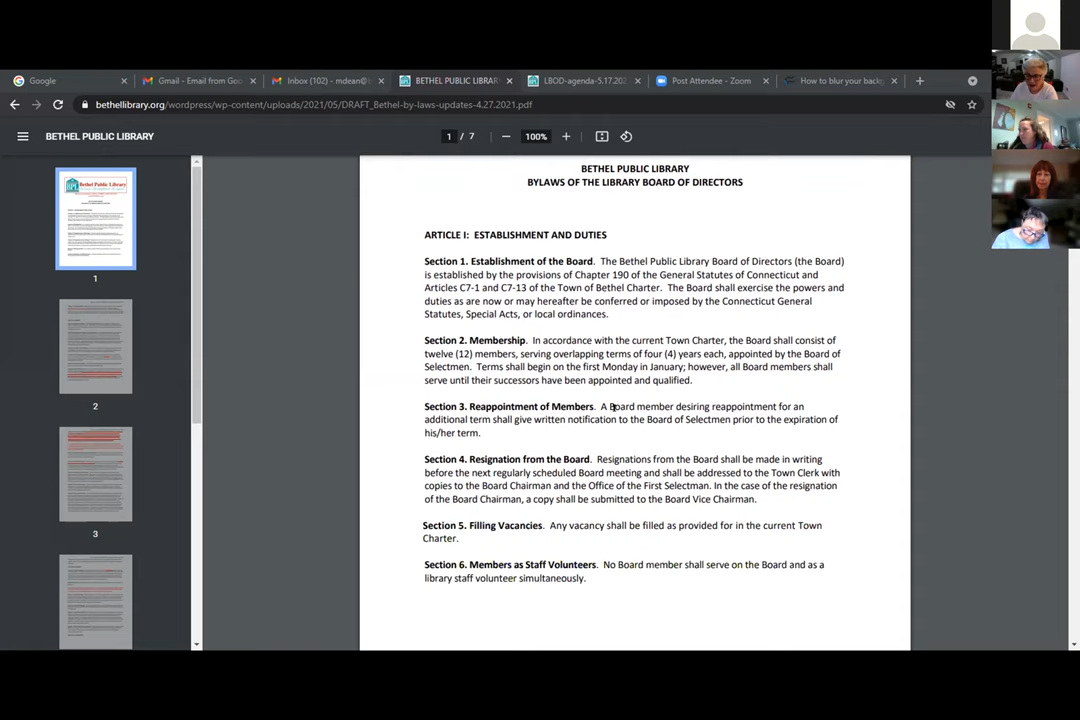 Google
Gmail - Email from Goo
Inbox (102) - mdean@
BETHEL PUBLIC LIBRAR
LBOD-agenda-5.17.202
Post Attendee - Zoom
How to blur your back
bethellibrary.org/wordpress/wp-content/uploads/2021/05/DRAFT_Bethel-by-laws-updates-4.27.2021.pdf
BETHEL PUBLIC LIBRARY
1 / 7
100%
Bethel Public Library
1
2
3
BETHEL PUBLIC LIBRARY
BYLAWS OF THE LIBRARY BOARD OF DIRECTORS
ARTICLE I: ESTABLISHMENT AND DUTIES
Section 1. Establishment of the Board. The Bethel Public Library Board of Directors (the Board)
is established by the provisions of Chapter 190 of the General Statutes of Connecticut and
Articles C7-1 and C7-13 of the Town of Bethel Charter. The Board shall exercise the powers and
duties as are now or may hereafter be conferred or imposed by the Connecticut General
Statutes, Special Acts, or local ordinances.
Section 2. Membership. In accordance with the current Town Charter, the Board shall consist of
twelve (12) members, serving overlapping terms of four (4) years each, appointed by the Board of
Selectmen. Terms shall begin on the first Monday in January; however, all Board members shall
serve until their successors have been appointed and qualified.
Section 3. Reappointment of Members. A Board member desiring reappointment for an
additional term shall give written notification to the Board of Selectmen prior to the expiration of
his/her term.
Section 4. Resignation from the Board. Resignations from the Board shall be made in writing
before the next regularly scheduled Board meeting and shall be addressed to the Town Clerk with
copies to the Board Chairman and the Office of the First Selectman. In the case of the resignation
of the Board Chairman, a copy shall be submitted to the Board Vice Chairman.
Section 5. Filling Vacancies. Any vacancy shall be filled as provided for in the current Town
Charter.
Section 6. Members as Staff Volunteers. No Board member shall serve on the Board and as a
library staff volunteer simultaneously.